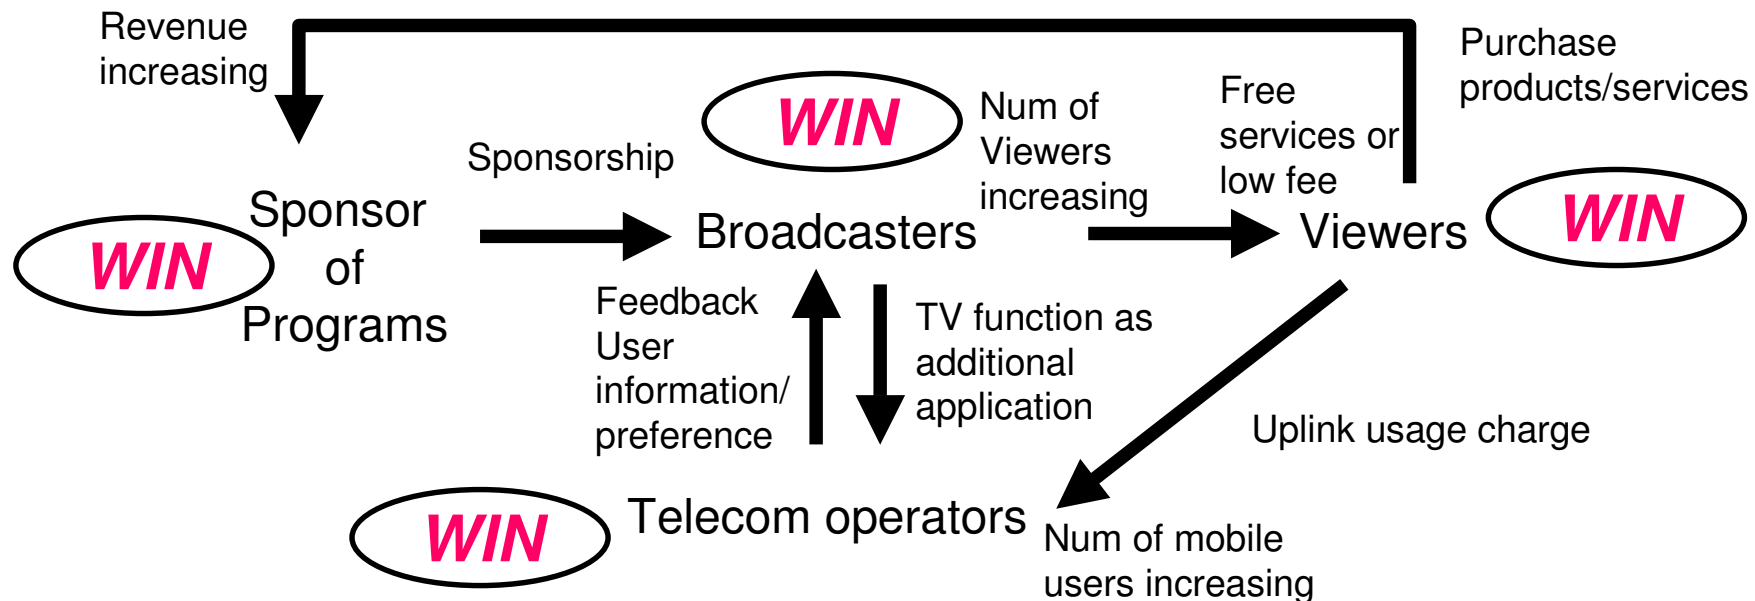 Revenue
increasing
Purchase
products/services
WIN
Num of
Viewers
increasing
Free
services or
low fee
Sponsorship
WIN
Sponsor
of
Programs
Broadcasters
Viewers
WIN
Feedback
User
information/
preference
TV function as
additional
application
Uplink usage charge
WIN
Telecom operators
Num of mobile
users increasing